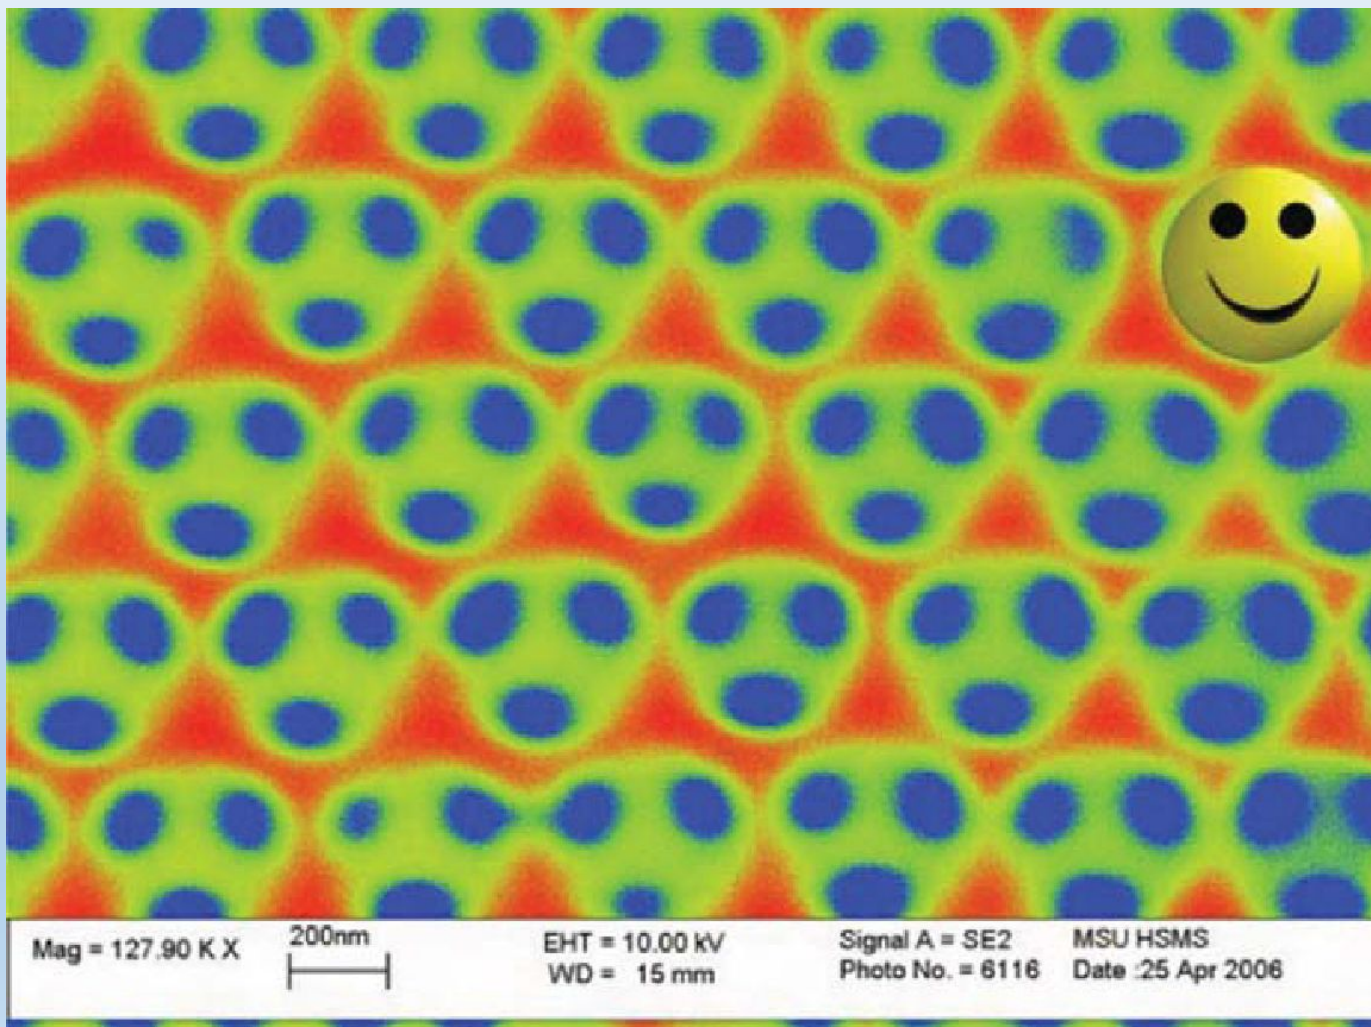 Mag = 127.90 K X
200nm
EHT = 10.00 kV
WD = 15 mm
Signal A = SE2
Photo No. = 6116
MSU HSMS
Date :25 Apr 2006